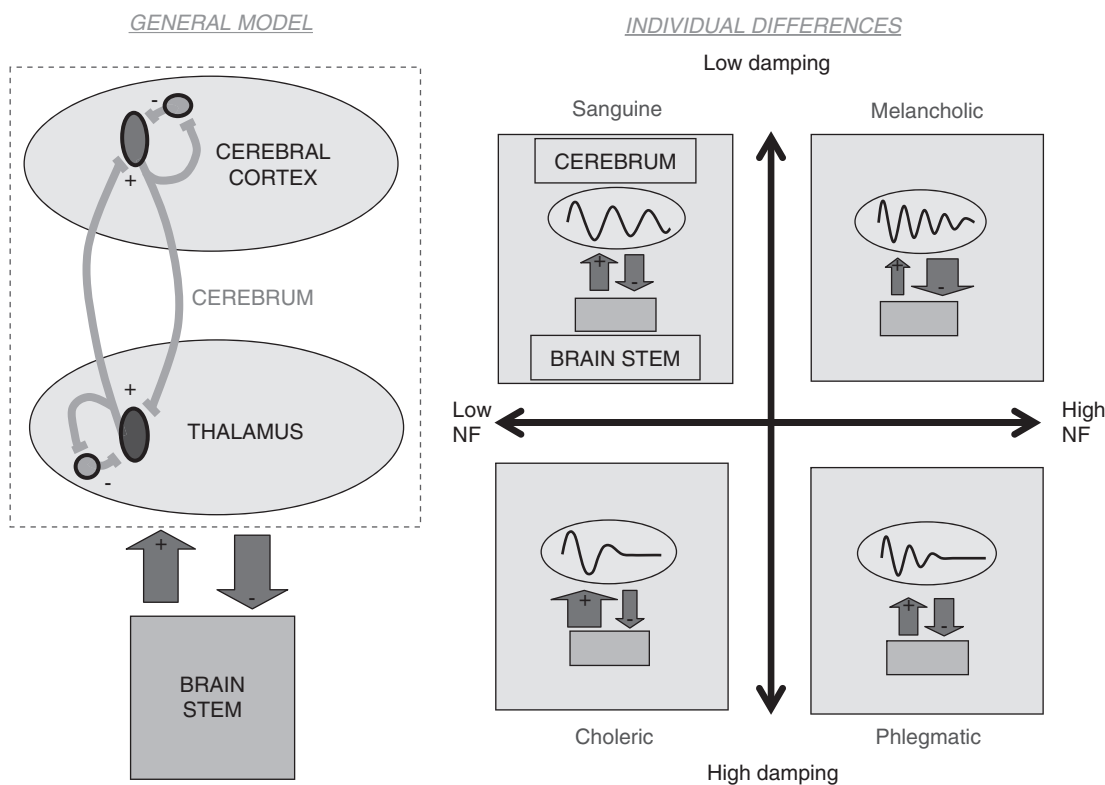 GENERAL MODEL
-
+
CEREBRAL
CORTEX
CEREBRUM
+
THALAMUS
-
+
-
BRAIN
STEM
INDIVIDUAL DIFFERENCES
Low damping
Sanguine
Melancholic
CEREBRUM
+
-
BRAIN STEM
+
-
Low
NF
High
NF
+
-
+
-
Choleric
Phlegmatic
High damping